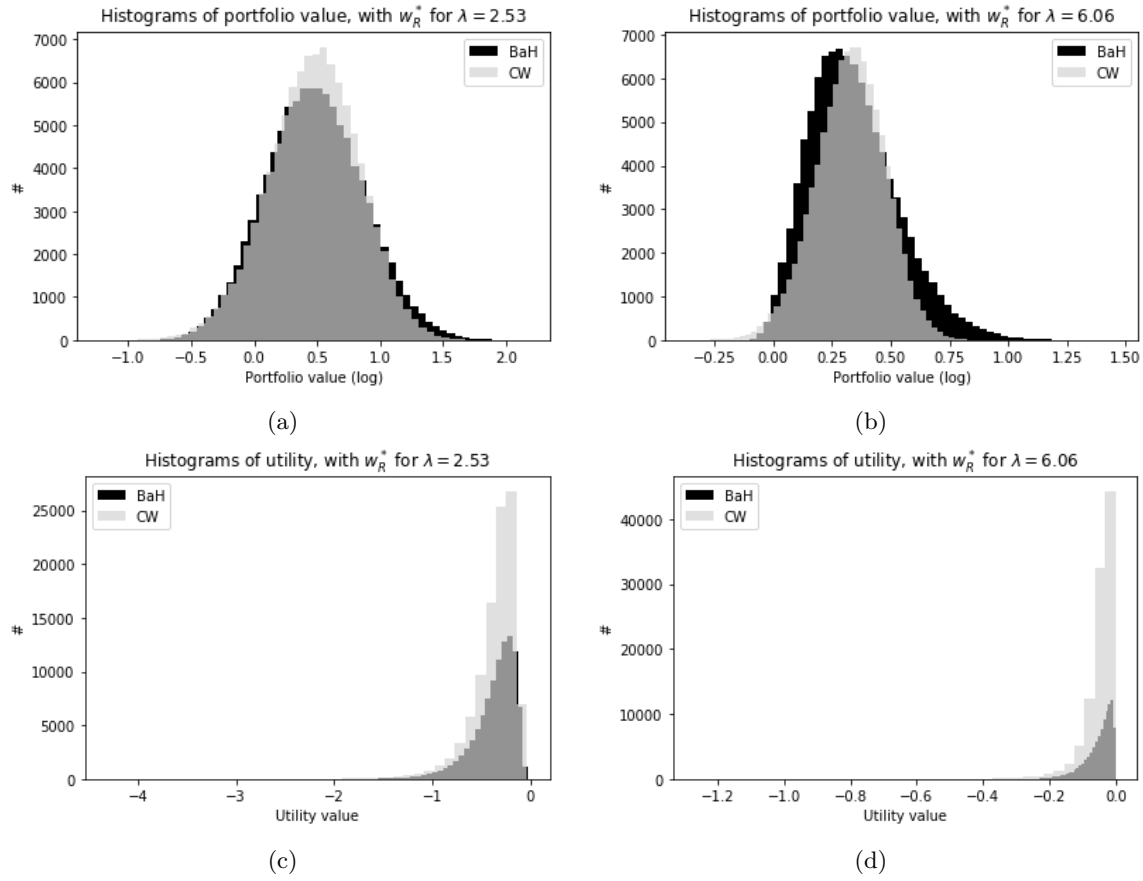 Histograms of portfolio value, with $w_R^*$ for $\lambda = 2.53$
7000
6000
5000
4000
3000
2000
1000
0
#
BaH
CW
−1.0 −0.5 0.0 0.5 1.0 1.5 2.0
Portfolio value (log)
(a)
Histograms of portfolio value, with $w_R^*$ for $\lambda = 6.06$
7000
6000
5000
4000
3000
2000
1000
0
#
BaH
CW
−0.25 0.00 0.25 0.50 0.75 1.00 1.25 1.50
Portfolio value (log)
(b)
Histograms of utility, with $w_R^*$ for $\lambda = 2.53$
25000
20000
15000
10000
5000
0
#
BaH
CW
−4 −3 −2 −1 0
Utility value
(c)
Histograms of utility, with $w_R^*$ for $\lambda = 6.06$
40000
30000
20000
10000
0
#
BaH
CW
−1.2 −1.0 −0.8 −0.6 −0.4 −0.2 0.0
Utility value
(d)